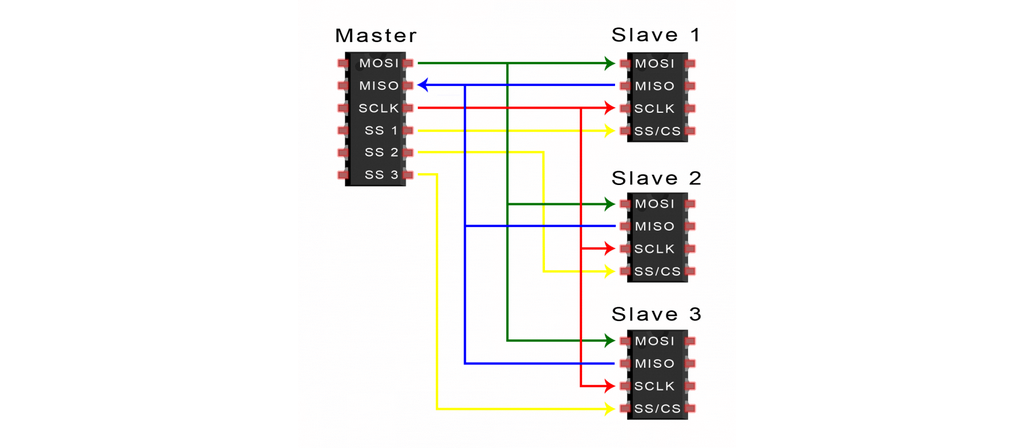 Master
MOSI
MISO
SCLK
SS 1
SS 2
SS 3
Slave 1
MOSI
MISO
SCLK
SS/CS
Slave 2
MOSI
MISO
SCLK
SS/CS
Slave 3
MOSI
MISO
SCLK
SS/CS